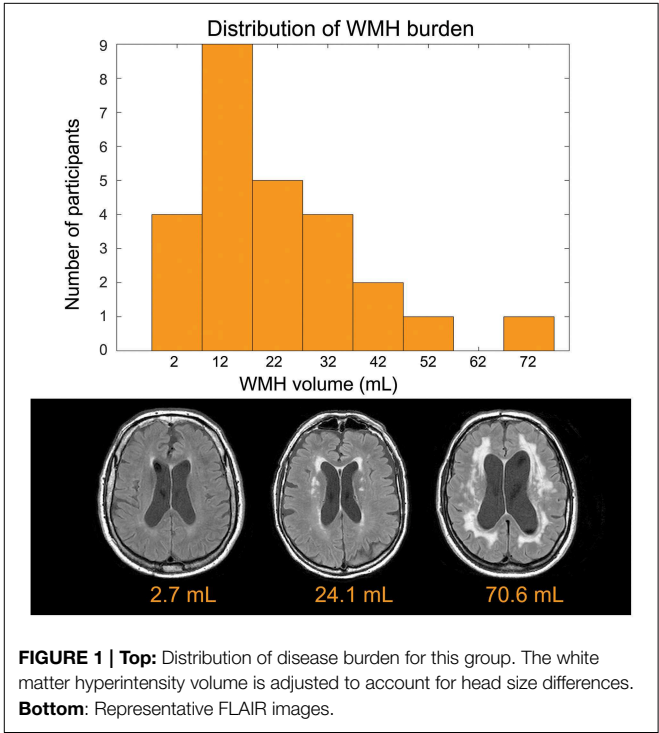 Distribution of WMH burden
9
8
7
6
5
4
3
2
1
0
Number of participants
2 12 22 32 42 52 62 72
WMH volume (mL)
2.7 mL 24.1 mL 70.6 mL
FIGURE 1 | Top: Distribution of disease burden for this group. The white
matter hyperintensity volume is adjusted to account for head size differences.
Bottom: Representative FLAIR images.